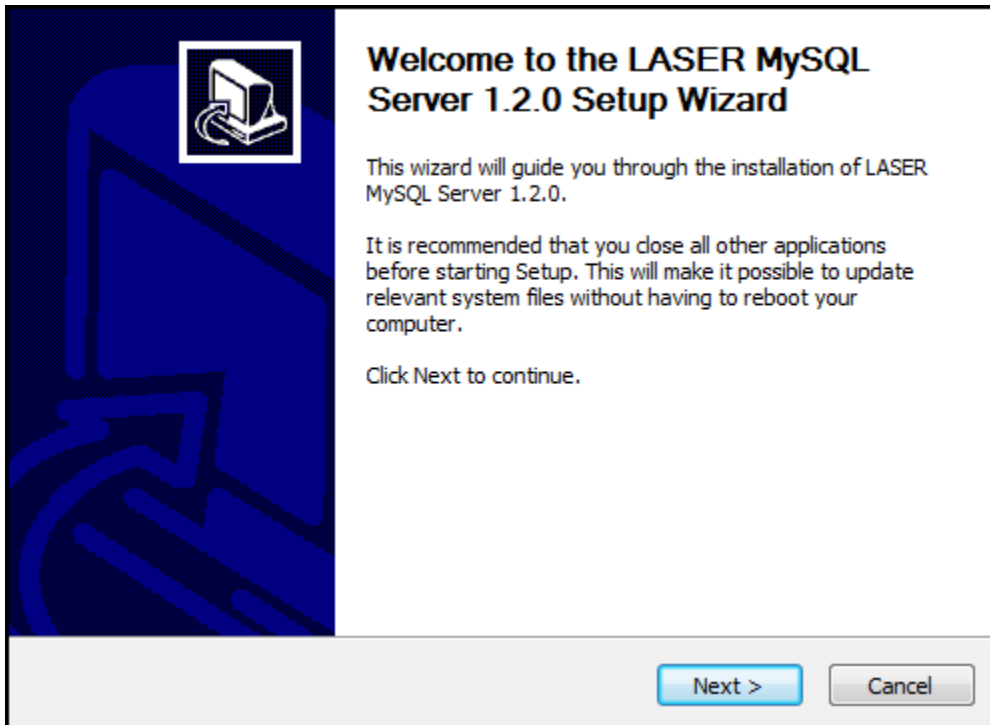 Welcome to the LASER MySQL
Server 1.2.0 Setup Wizard
This wizard will guide you through the installation of LASER
MySQL Server 1.2.0.
It is recommended that you close all other applications
before starting Setup. This will make it possible to update
relevant system files without having to reboot your
computer.
Click Next to continue.
Next >
Cancel